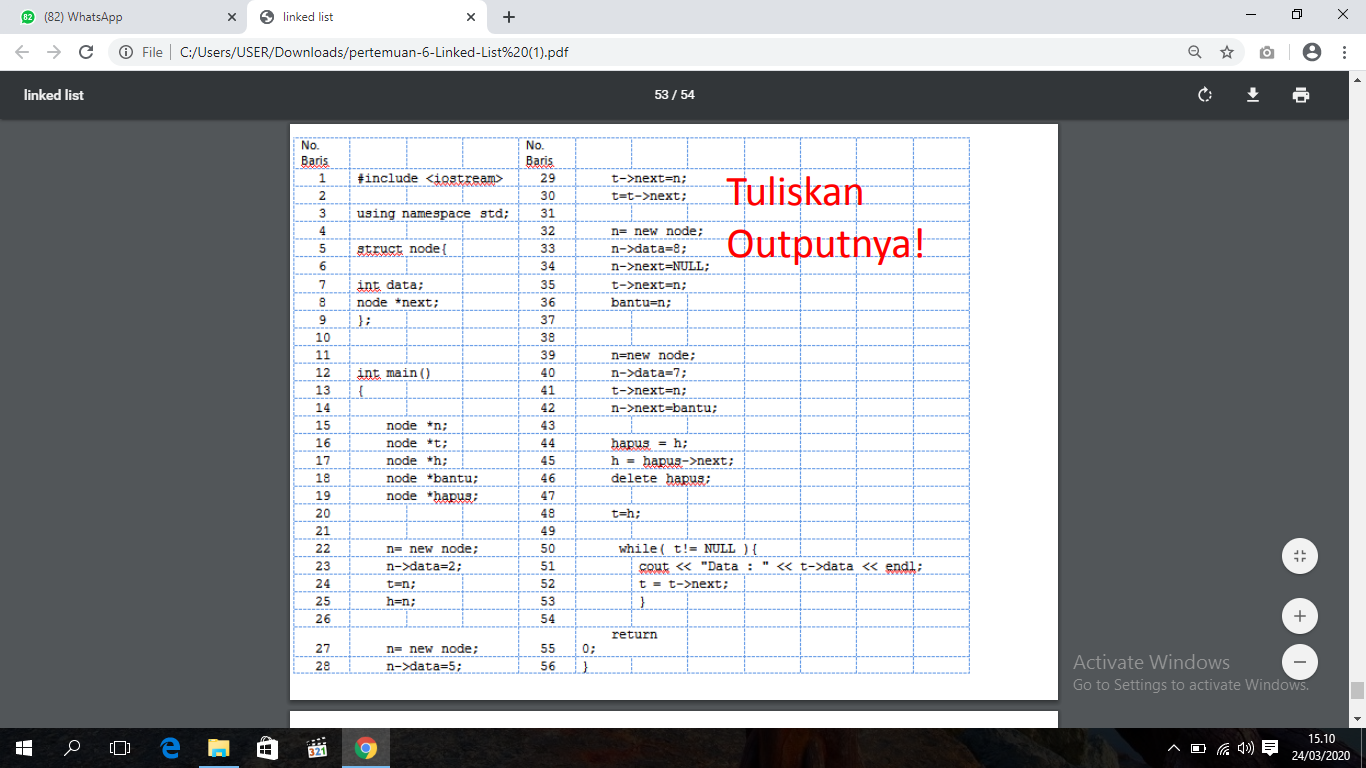 (82) WhatsApp
linked list
File C:/Users/USER/Downloads/pertemuan-6-Linked-List%20(1).pdf
linked list
53 / 54
No. Baris
1 #include <iostream>
2
3 using namespace std;
4
5 struct node{
6
7 int data;
8 node *next;
9 };
10
11
12 int main()
13 {
14
15 node *n;
16 node *t;
17 node *h;
18 node *bantu;
19 node *hapus;
20
21
22 n= new node;
23 n->data=2;
24 t=n;
25 h=n;
26
27 n= new node;
28 n->data=5;
No. Baris
29 t->next=n;
30 t=t->next;
31
32 n= new node;
33 n->data=8;
34 n->next=NULL;
35 t->next=n;
36 bantu=n;
37
38
39 n=new node;
40 n->data=7;
41 t->next=n;
42 n->next=bantu;
43
44 hapus = h;
45 h = hapus->next;
46 delete hapus;
47
48 t=h;
49
50 while( t!= NULL ){
51 cout << "Data : " << t->data << endl;
52 t = t->next;
53 }
54
return
55 0;
56 }
Tuliskan
Outputnya!
Activate Windows
Go to Settings to activate Windows.
321
15.10
24/03/2020